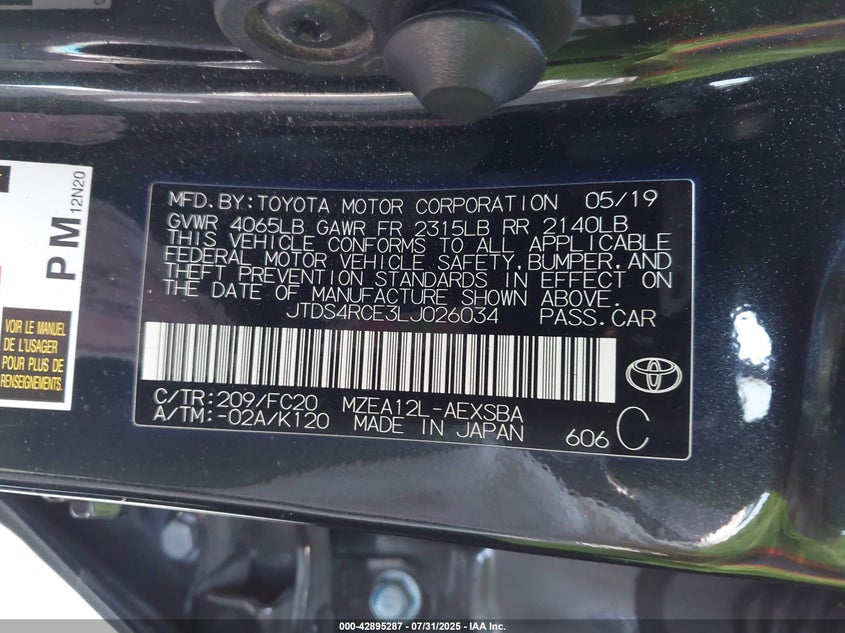 MFD.BY:TOYOTA MOTOR CORPORATION 05/19
GVWR 4065LB GAWR FR 2315LB RR 2140LB
THIS VEHICLE CONFORMS TO ALL APPLICABLE
FEDERAL MOTOR VEHICLE SAFETY,BUMPER,AND
THEFT PREVENTION STANDARDS IN EFFECT ON
THE DATE OF MANUFACTURE SHOWN ABOVE.
JTDS4RCE3LJ026034 PASS.CAR
C/TR:209/FC20 MZEA12L-AEXSBA
A/TM:-02A/K120 MADE IN JAPAN 606 C
PM 12N20
VOIR LE MANUEL
DE L'USAGER
POUR PLUS DE
RENSEIGNEMENTS.
000-42895287 - 07/31/2025 - IAA Inc.